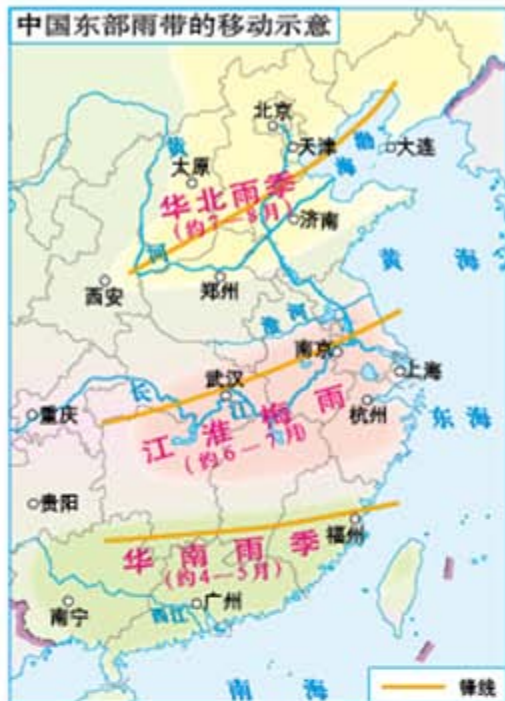 中国东部雨带的移动示意
北京
天津
渤
海
大连
黄
太原
华北雨季
(约7—8月)
济南
河
黄海
西安
郑州
淮河
南京
上海
武汉
长
江
重庆
杭州
东海
江淮梅雨
(约6—7月)
贵阳
福州
华南雨季
(约4—5月)
广州
西江
南宁
南海
锋线